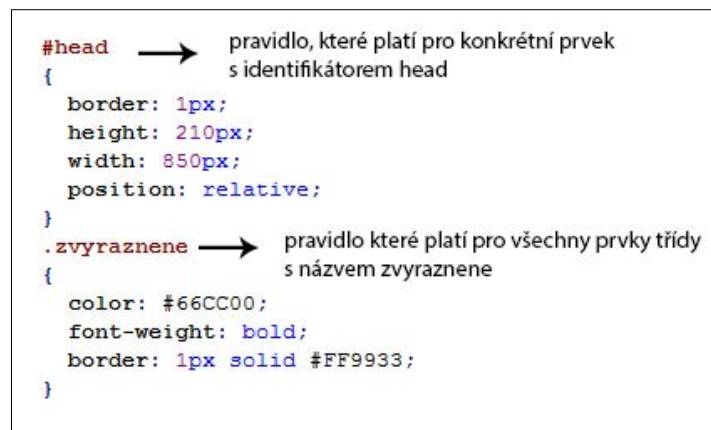 #head pravidlo, které platí pro konkrétní prvek
s identifikátorem head
{
border: 1px;
height: 210px;
width: 850px;
position: relative;
}
.zvyraznene pravidlo které platí pro všechny prvky třídy
s názvem zvyraznene
{
color: #66CC00;
font-weight: bold;
border: 1px solid #FF9933;
}